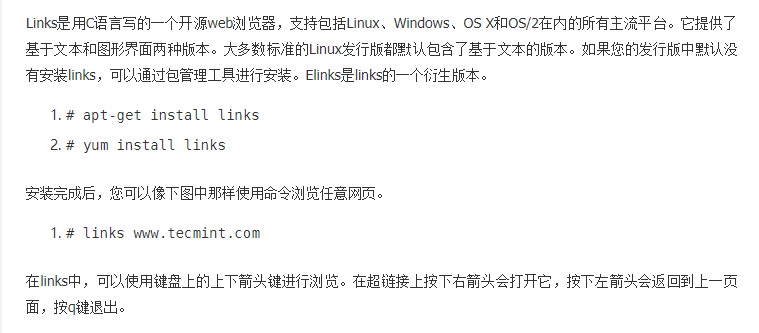 Links是用C语言写的一个开源web浏览器，支持包括Linux、Windows、OS X和OS/2在内的所有主流平台。它提供了
基于文本和图形界面两种版本。大多数标准的Linux发行版都默认包含了基于文本的版本。如果您的发行版中默认没
有安装links，可以通过包管理工具进行安装。Elinks是links的一个衍生版本。
1. # apt-get install links
2. # yum install links
安装完成后，您可以像下图中那样使用命令浏览任意网页。
1. # links www.tecmint.com
在links中，可以使用键盘上的上下箭头键进行浏览。在超链接上按下右箭头会打开它，按下左箭头会返回到上一页
面，按q键退出。